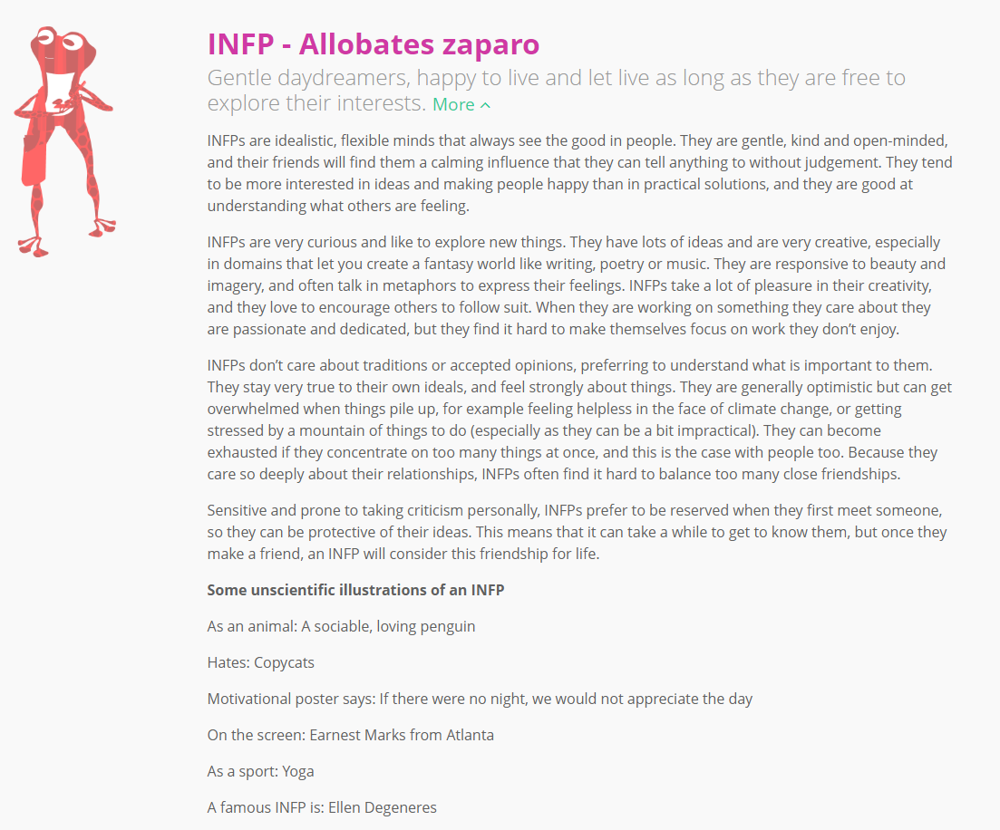 INFP - Allobates zaparo
Gentle daydreamers, happy to live and let live as long as they are free to
explore their interests. More
INFPs are idealistic, flexible minds that always see the good in people. They are gentle, kind and open-minded,
and their friends will find them a calming influence that they can tell anything to without judgement. They tend
to be more interested in ideas and making people happy than in practical solutions, and they are good at
understanding what others are feeling.
INFPs are very curious and like to explore new things. They have lots of ideas and are very creative, especially
in domains that let you create a fantasy world like writing, poetry or music. They are responsive to beauty and
imagery, and often talk in metaphors to express their feelings. INFPs take a lot of pleasure in their creativity,
and they love to encourage others to follow suit. When they are working on something they care about they
are passionate and dedicated, but they find it hard to make themselves focus on work they don’t enjoy.
INFPs don’t care about traditions or accepted opinions, preferring to understand what is important to them.
They stay very true to their own ideals, and feel strongly about things. They are generally optimistic but can get
overwhelmed when things pile up, for example feeling helpless in the face of climate change, or getting
stressed by a mountain of things to do (especially as they can be a bit impractical). They can become
exhausted if they concentrate on too many things at once, and this is the case with people too. Because they
care so deeply about their relationships, INFPs often find it hard to balance too many close friendships.
Sensitive and prone to taking criticism personally, INFPs prefer to be reserved when they first meet someone,
so they can be protective of their ideas. This means that it can take a while to get to know them, but once they
make a friend, an INFP will consider this friendship for life.
Some unscientific illustrations of an INFP
As an animal: A sociable, loving penguin
Hates: Copycats
Motivational poster says: If there were no night, we would not appreciate the day
On the screen: Earnest Marks from Atlanta
As a sport: Yoga
A famous INFP is: Ellen Degeneres